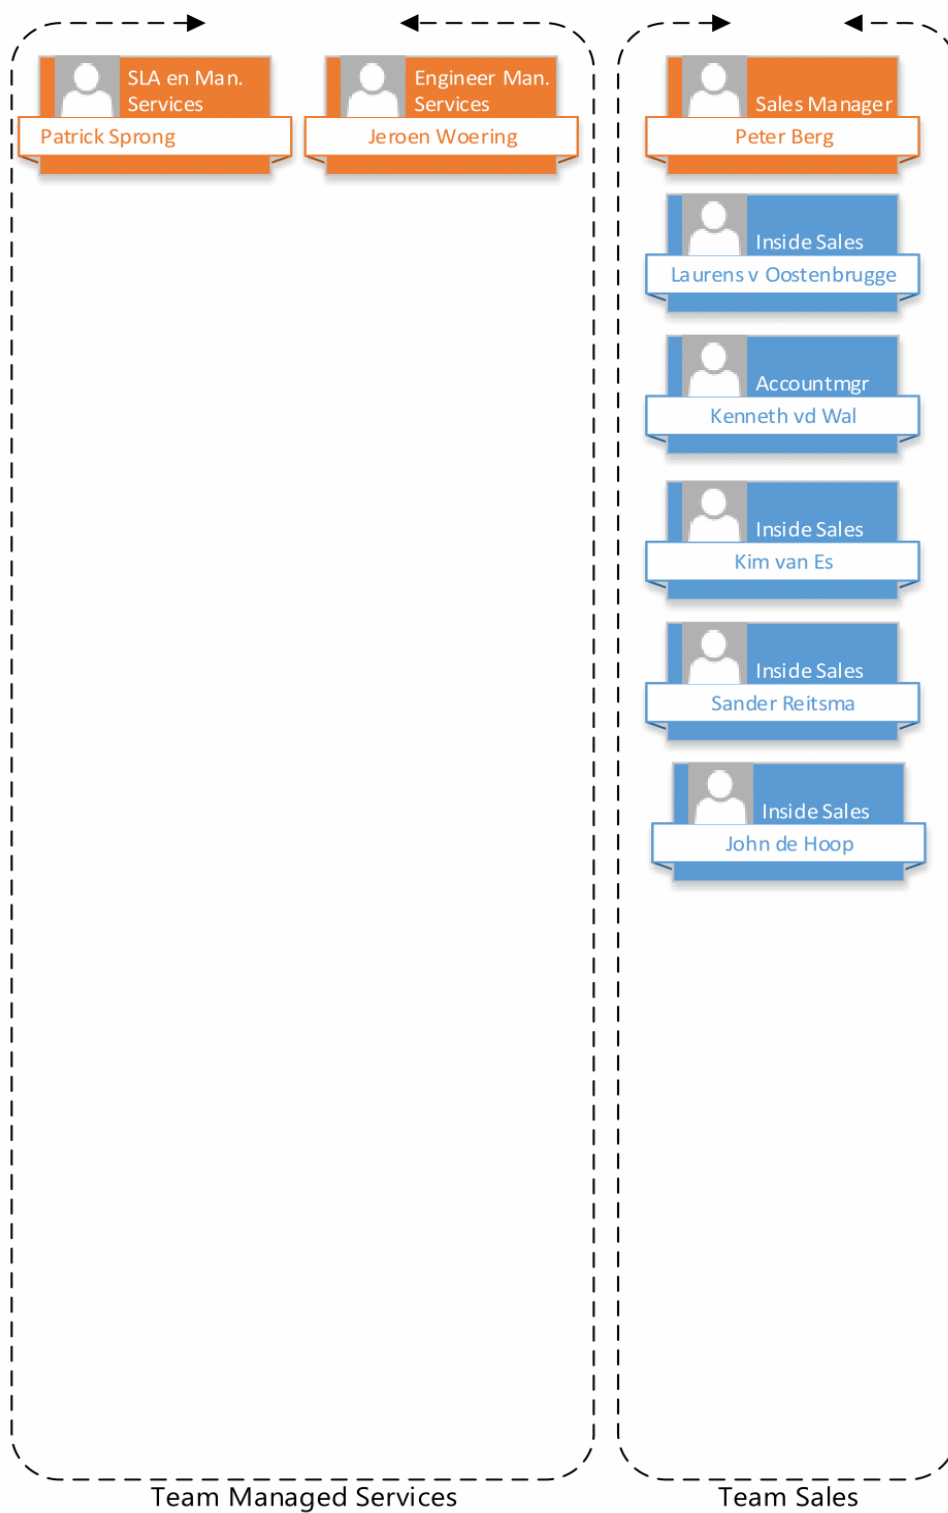 SLA en Man.
Services
Patrick Sprong
Engineer Man.
Services
Jeroen Woering
Team Managed Services
Sales Manager
Peter Berg
Inside Sales
Laurens v Oostenbrugge
Accountmgr
Kenneth vd Wal
Inside Sales
Kim van Es
Inside Sales
Sander Reitsma
Inside Sales
John de Hoop
Team Sales